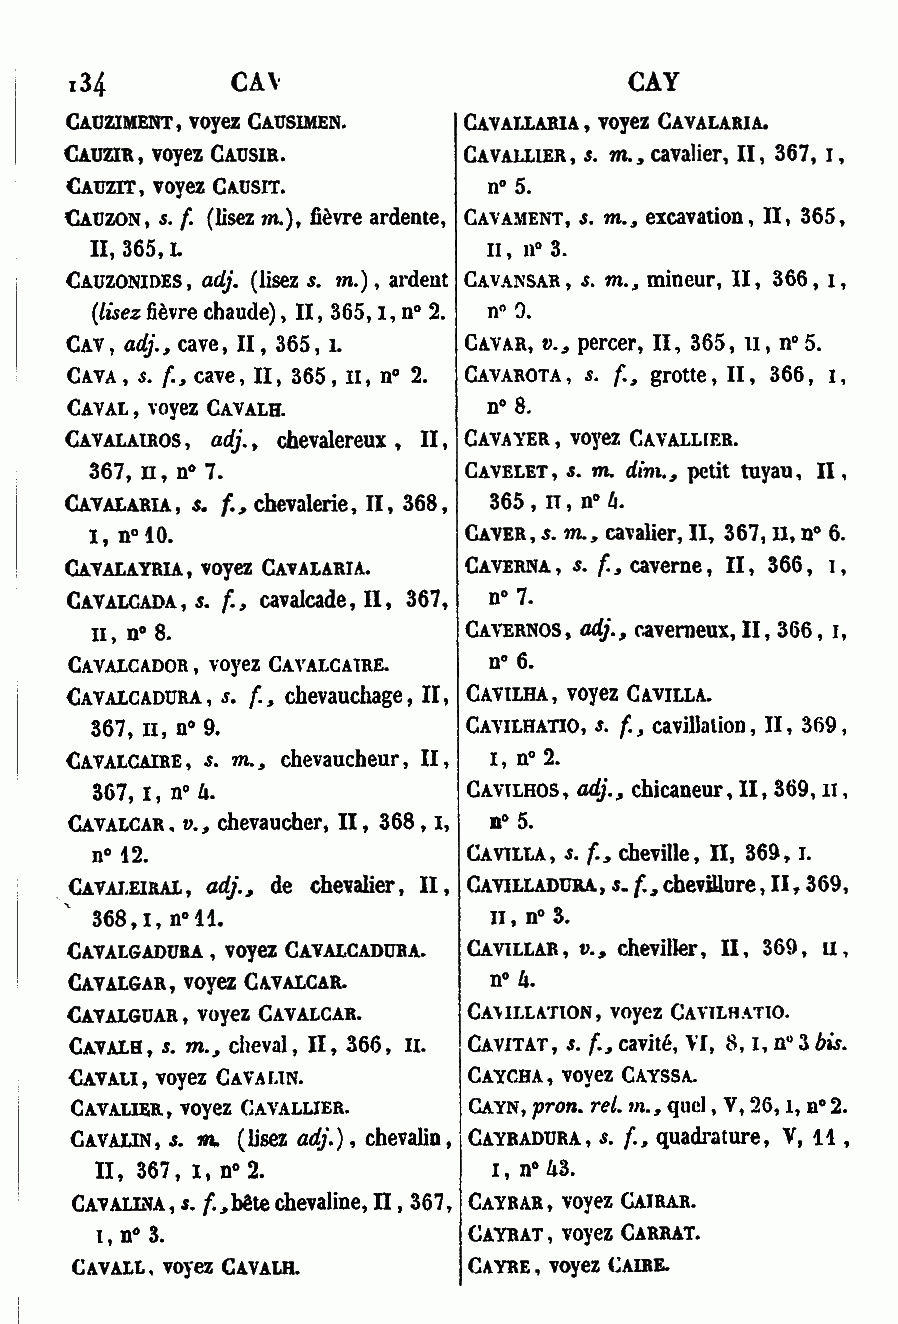 134 CAV CAY
CAUZIMENT, voyez CAUSIMEN.
CAUZIR, voyez CAUSIR.
CAUZIT, voyez CAUSIT.
CAUZON, s. f. (lisez m.), fièvre ardente,
II, 365, I.
CAUZONIDES, adj. (lisez s. m.), ardent
(lisez fièvre chaude), II, 365, I, n° 2.
CAV, adj., cave, II, 365, I.
CAVA, s. f., cave, II, 365, II, n° 2.
CAVAL, voyez CAVALH.
CAVALAIROS, adj., chevalereux, II,
367, II, n° 7.
CAVALARIA, s. f., chevalerie, II, 368,
I, n° 10.
CAVALAYRIA, voyez CAVALARIA.
CAVALCADA, s. f., cavalcade, II, 367,
II, n° 8.
CAVALCADOR, voyez CAVALCAIRE.
CAVALCADURA, s. f., chevauchage, II,
367, II, n° 9.
CAVALCAIRE, s. m., chevaucheur, II,
367, I, n° 4.
CAVALCAR, v., chevaucher, II, 368, I,
n° 12.
CAVALEIRAL, adj., de chevalier, II,
368, I, n° 11.
CAVALGADURA, voyez CAVALCADURA.
CAVALGAR, voyez CAVALCAR.
CAVALGUAR, voyez CAVALCAR.
CAVALH, s. m., cheval, II, 366, II.
CAVALI, voyez CAVALIN.
CAVALIER, voyez CAVALLIER.
CAVALIN, s. m. (lisez adj.), chevalin,
II, 367, I, n° 2.
CAVALINA, s. f., bête chevaline, II, 367,
I, n° 3.
CAVALL, voyez CAVALH.
CAVALLARIA, voyez CAVALARIA.
CAVALLIER, s. m., cavalier, II, 367, I,
n° 5.
CAVAMENT, s. m., excavation, II, 365,
II, n° 3.
CAVANSAR, s. m., mineur, II, 366, I,
n° 9.
CAVAR, v., percer, II, 365, II, n° 5.
CAVAROTA, s. f., grotte, II, 366, I,
n° 8.
CAVAYER, voyez CAVALLIER.
CAVELET, s. m. dim., petit tuyau, II,
365, II, n° 4.
CAVER, s. m., cavalier, II, 367, II, n° 6.
CAVERNA, s. f., caverne, II, 366, I,
n° 7.
CAVERNOS, adj., caverneux, II, 366, I,
n° 6.
CAVILHA, voyez CAVILLA.
CAVILHATIO, s. f., cavillation, II, 369,
I, n° 2.
CAVILHOS, adj., chicaneur, II, 369, II,
n° 5.
CAVILLA, s. f., cheville, II, 369, I.
CAVILLADURA, s. f., chevillure, II, 369,
II, n° 3.
CAVILLAR, v., cheviller, II, 369, II,
n° 4.
CAVILLATION, voyez CAVILHATIO.
CAVITAT, s. f., cavité, VI, 8, I, n° 3 bis.
CAYCHA, voyez CAYSSA.
CAYN, pron. rel. m., quel, V, 26, I, n° 2.
CAYRADURA, s. f., quadrature, V, 11,
I, n° 43.
CAYRAR, voyez CAIRAR.
CAYRAT, voyez CARRAT.
CAYRE, voyez CAIRE.